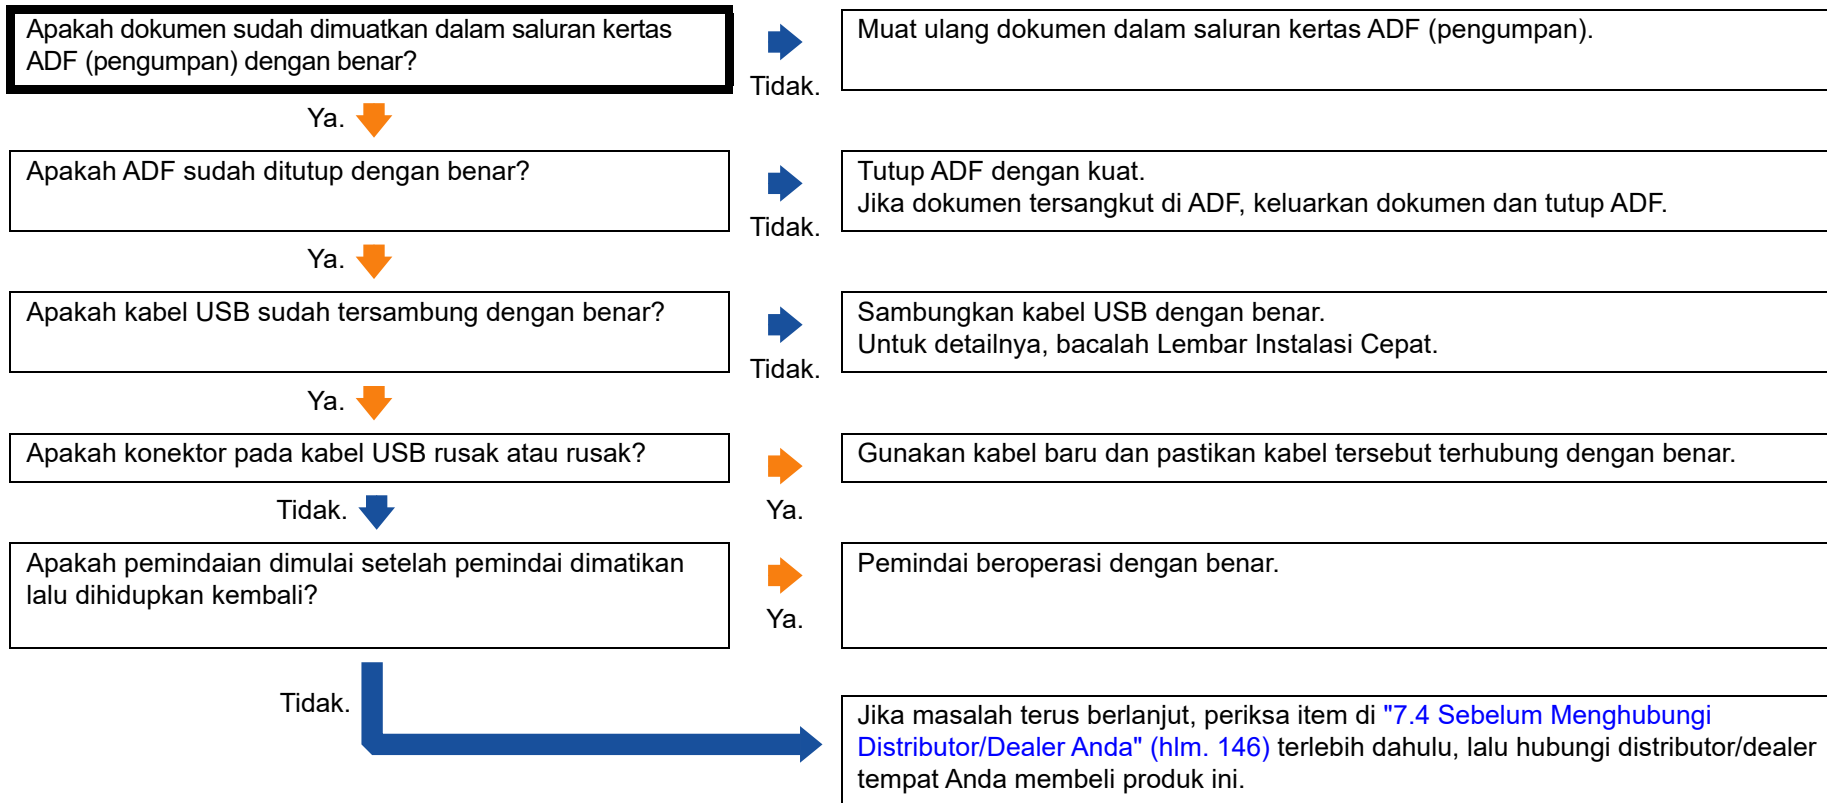 Apakah dokumen sudah dimuatkan dalam saluran kertas
ADF (pengumpan) dengan benar?
Tidak.
Muat ulang dokumen dalam saluran kertas ADF (pengumpan).
Ya.
Apakah ADF sudah ditutup dengan benar?
Tidak.
Tutup ADF dengan kuat.
Jika dokumen tersangkut di ADF, keluarkan dokumen dan tutup ADF.
Ya.
Apakah kabel USB sudah tersambung dengan benar?
Tidak.
Sambungkan kabel USB dengan benar.
Untuk detailnya, bacalah Lembar Instalasi Cepat.
Ya.
Apakah konektor pada kabel USB rusak atau rusak?
Ya.
Gunakan kabel baru dan pastikan kabel tersebut terhubung dengan benar.
Tidak.
Apakah pemindaian dimulai setelah pemindai dimatikan
lalu dihidupkan kembali?
Ya.
Pemindai beroperasi dengan benar.
Tidak.
Jika masalah terus berlanjut, periksa item di "7.4 Sebelum Menghubungi
Distributor/Dealer Anda" (hlm. 146) terlebih dahulu, lalu hubungi distributor/dealer
tempat Anda membeli produk ini.